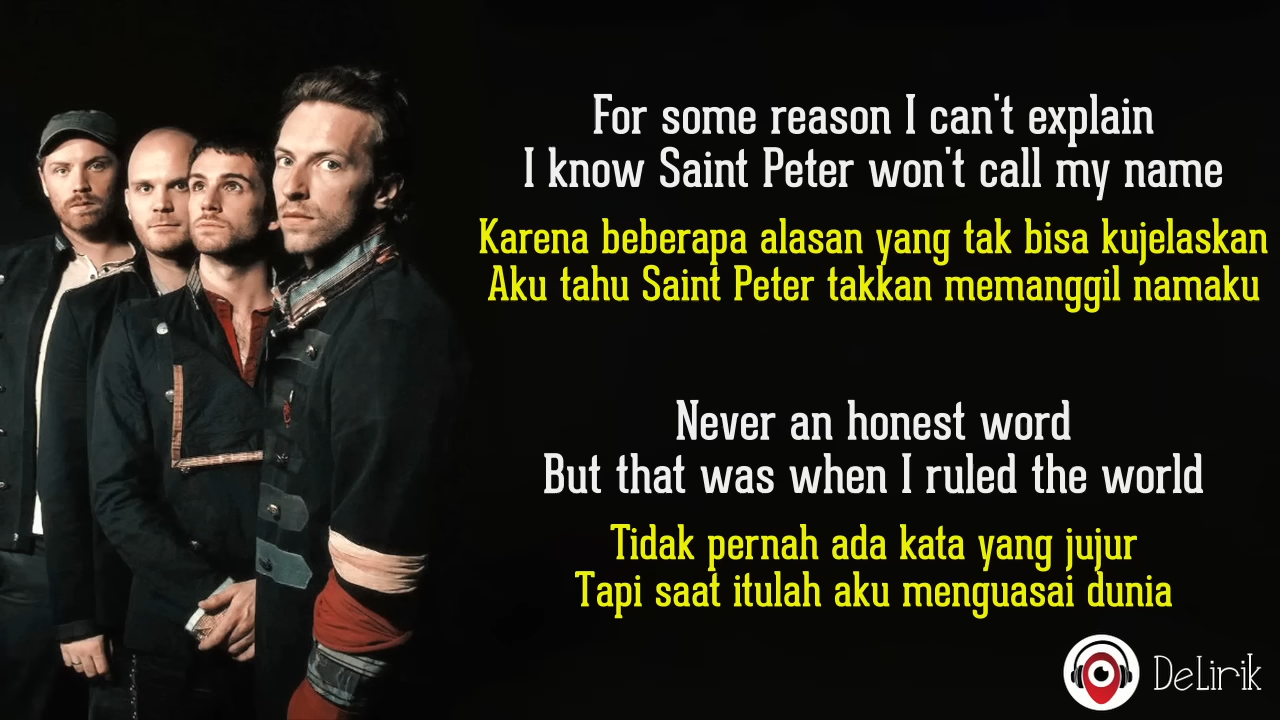 For some reason I can't explain
I know Saint Peter won't call my name
Karena beberapa alasan yang tak bisa kujelaskan
Aku tahu Saint Peter takkan memanggil namaku
Never an honest word
But that was when I ruled the world
Tidak pernah ada kata yang jujur
Tapi saat itulah aku menguasai dunia
DeLirik